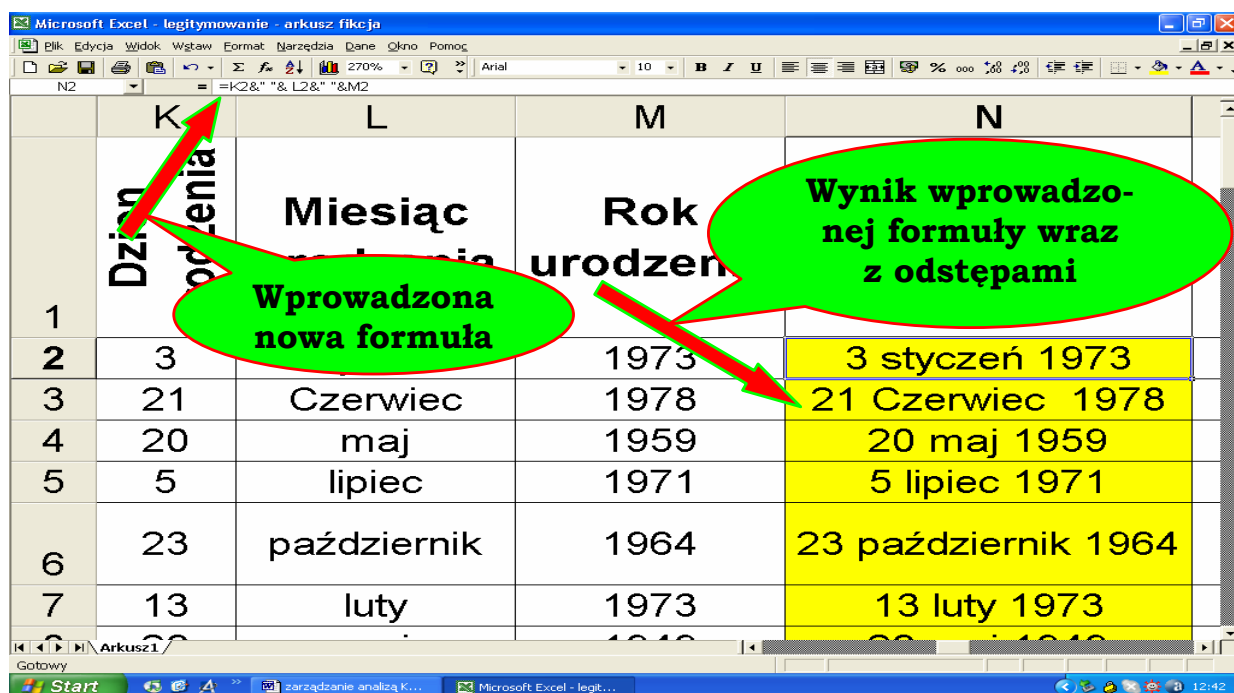 Microsoft Excel - legitymowanie - arkusz fikcja
Plik Edycja Widok Wstaw Format Narzędzia Dane Okno Pomoc
270% Arial 10 B I U % 000
N2 = =K2&" "& L2&" "&M2
K L M N
Dzień
Miesiąc
Rok
Wynik wprowadzo-
nej formuły wraz
z odstępami
Wprowadzona
nowa formuła
1
2 3 1973 3 styczeń 1973
3 21 Czerwiec 1978 21 Czerwiec 1978
4 20 maj 1959 20 maj 1959
5 5 lipiec 1971 5 lipiec 1971
6 23 październik 1964 23 październik 1964
7 13 luty 1973 13 luty 1973
Arkusz1
Gotowy
Start zarządzanie analizą K... Microsoft Excel - legit... 12:42